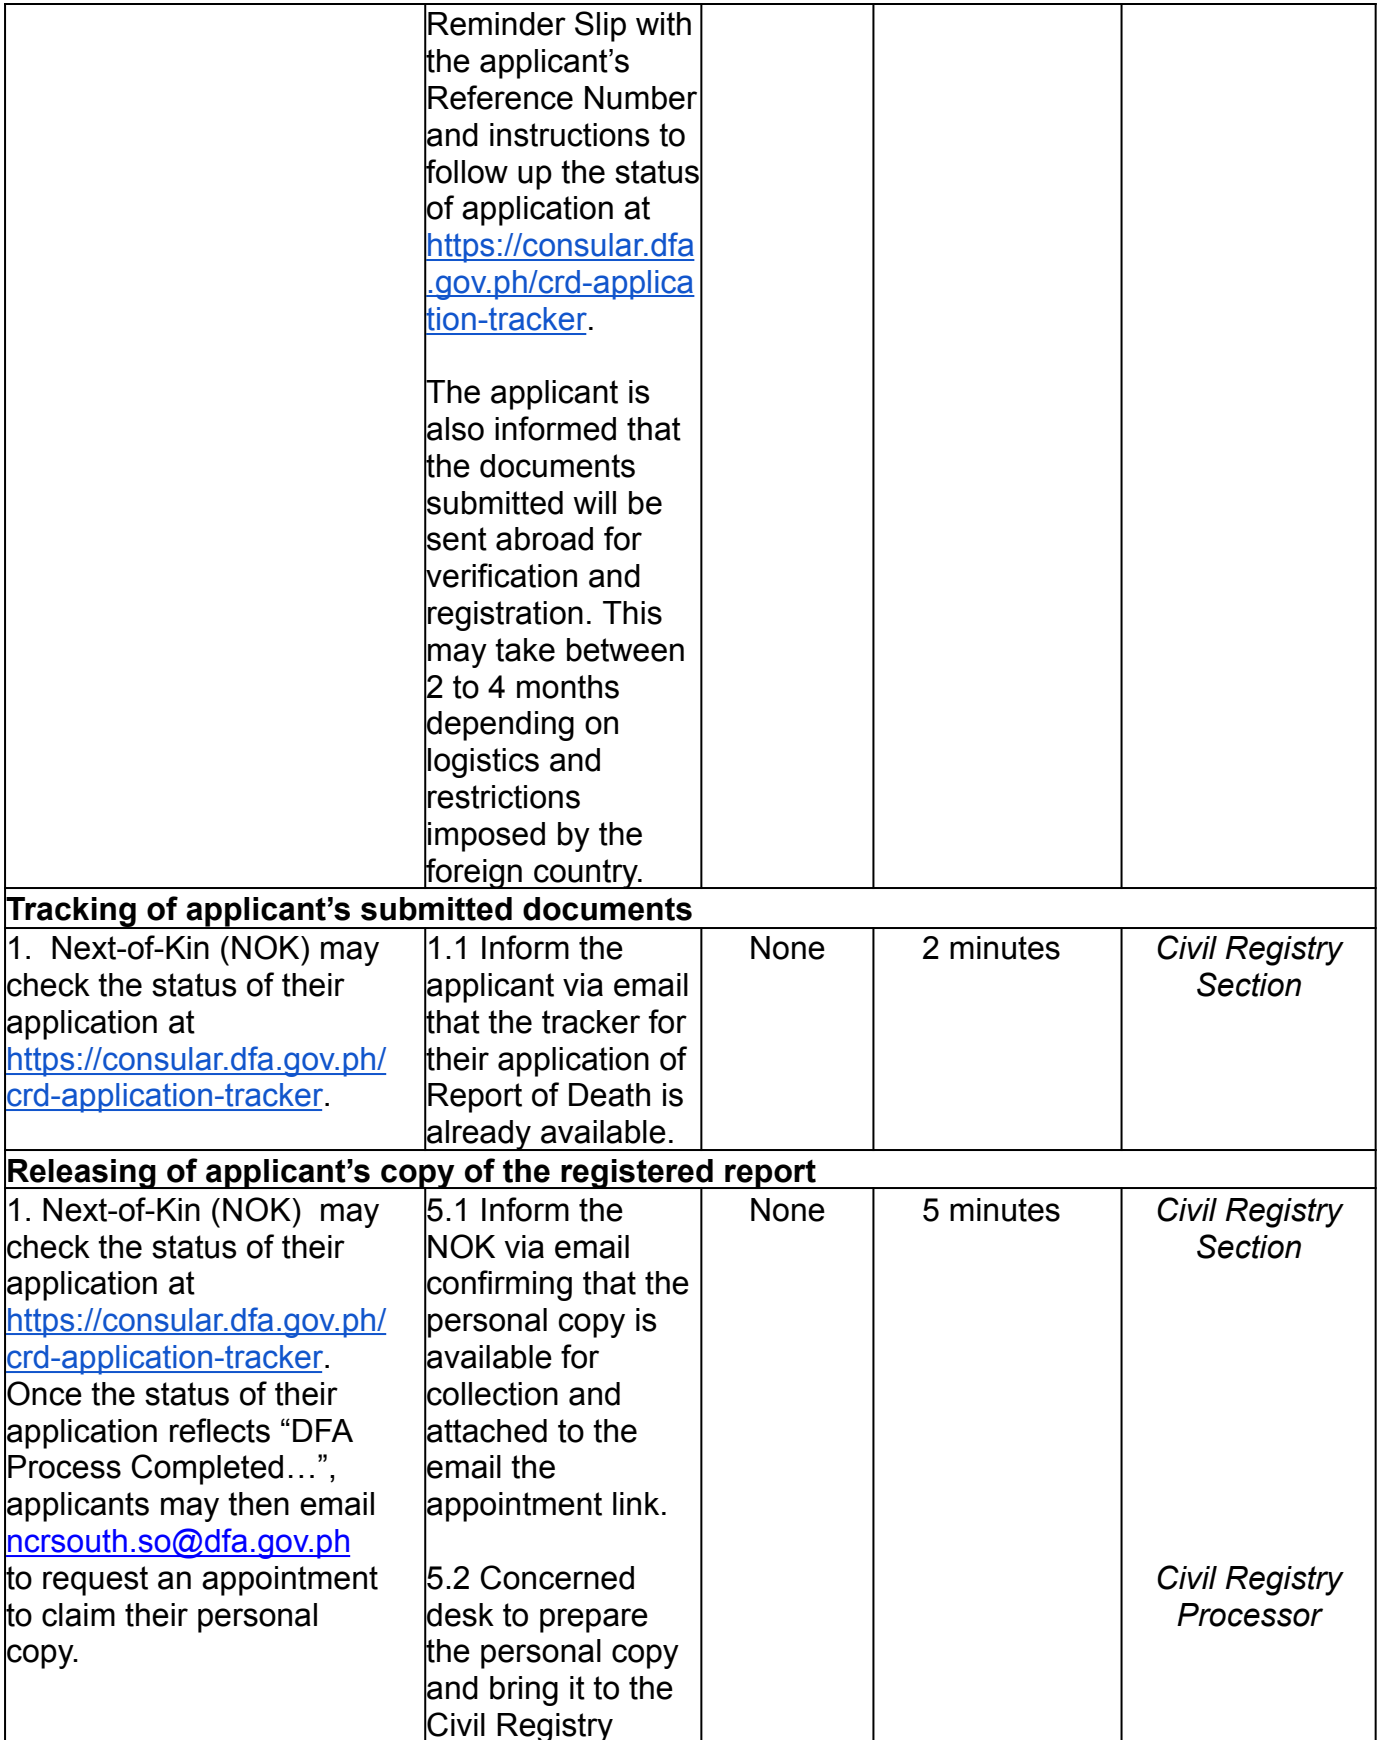 Reminder Slip with
the applicant’s
Reference Number
and instructions to
follow up the status
of application at
https://consular.dfa
.gov.ph/crd-applica
tion-tracker.
The applicant is
also informed that
the documents
submitted will be
sent abroad for
verification and
registration. This
may take between
2 to 4 months
depending on
logistics and
restrictions
imposed by the
foreign country.
Tracking of applicant’s submitted documents
1. Next-of-Kin (NOK) may
check the status of their
application at
https://consular.dfa.gov.ph/
crd-application-tracker.
1.1 Inform the
applicant via email
that the tracker for
their application of
Report of Death is
already available.
None
2 minutes
Civil Registry
Section
Releasing of applicant’s copy of the registered report
1. Next-of-Kin (NOK) may
check the status of their
application at
https://consular.dfa.gov.ph/
crd-application-tracker.
Once the status of their
application reflects “DFA
Process Completed…”,
applicants may then email
ncrsouth.so@dfa.gov.ph
to request an appointment
to claim their personal
copy.
5.1 Inform the
NOK via email
confirming that the
personal copy is
available for
collection and
attached to the
email the
appointment link.
5.2 Concerned
desk to prepare
the personal copy
and bring it to the
Civil Registry
None
5 minutes
Civil Registry
Section
Civil Registry
Processor